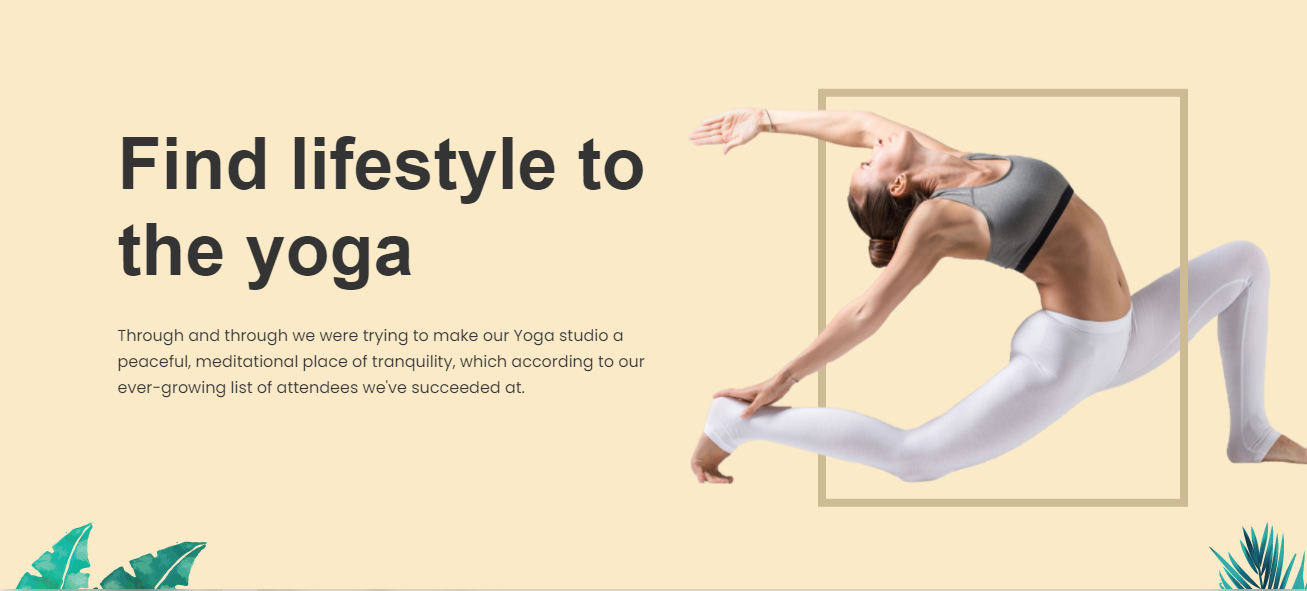 Find lifestyle to
the yoga
Through and through we were trying to make our Yoga studio a
peaceful, meditational place of tranquility, which according to our
ever-growing list of attendees we've succeeded at.